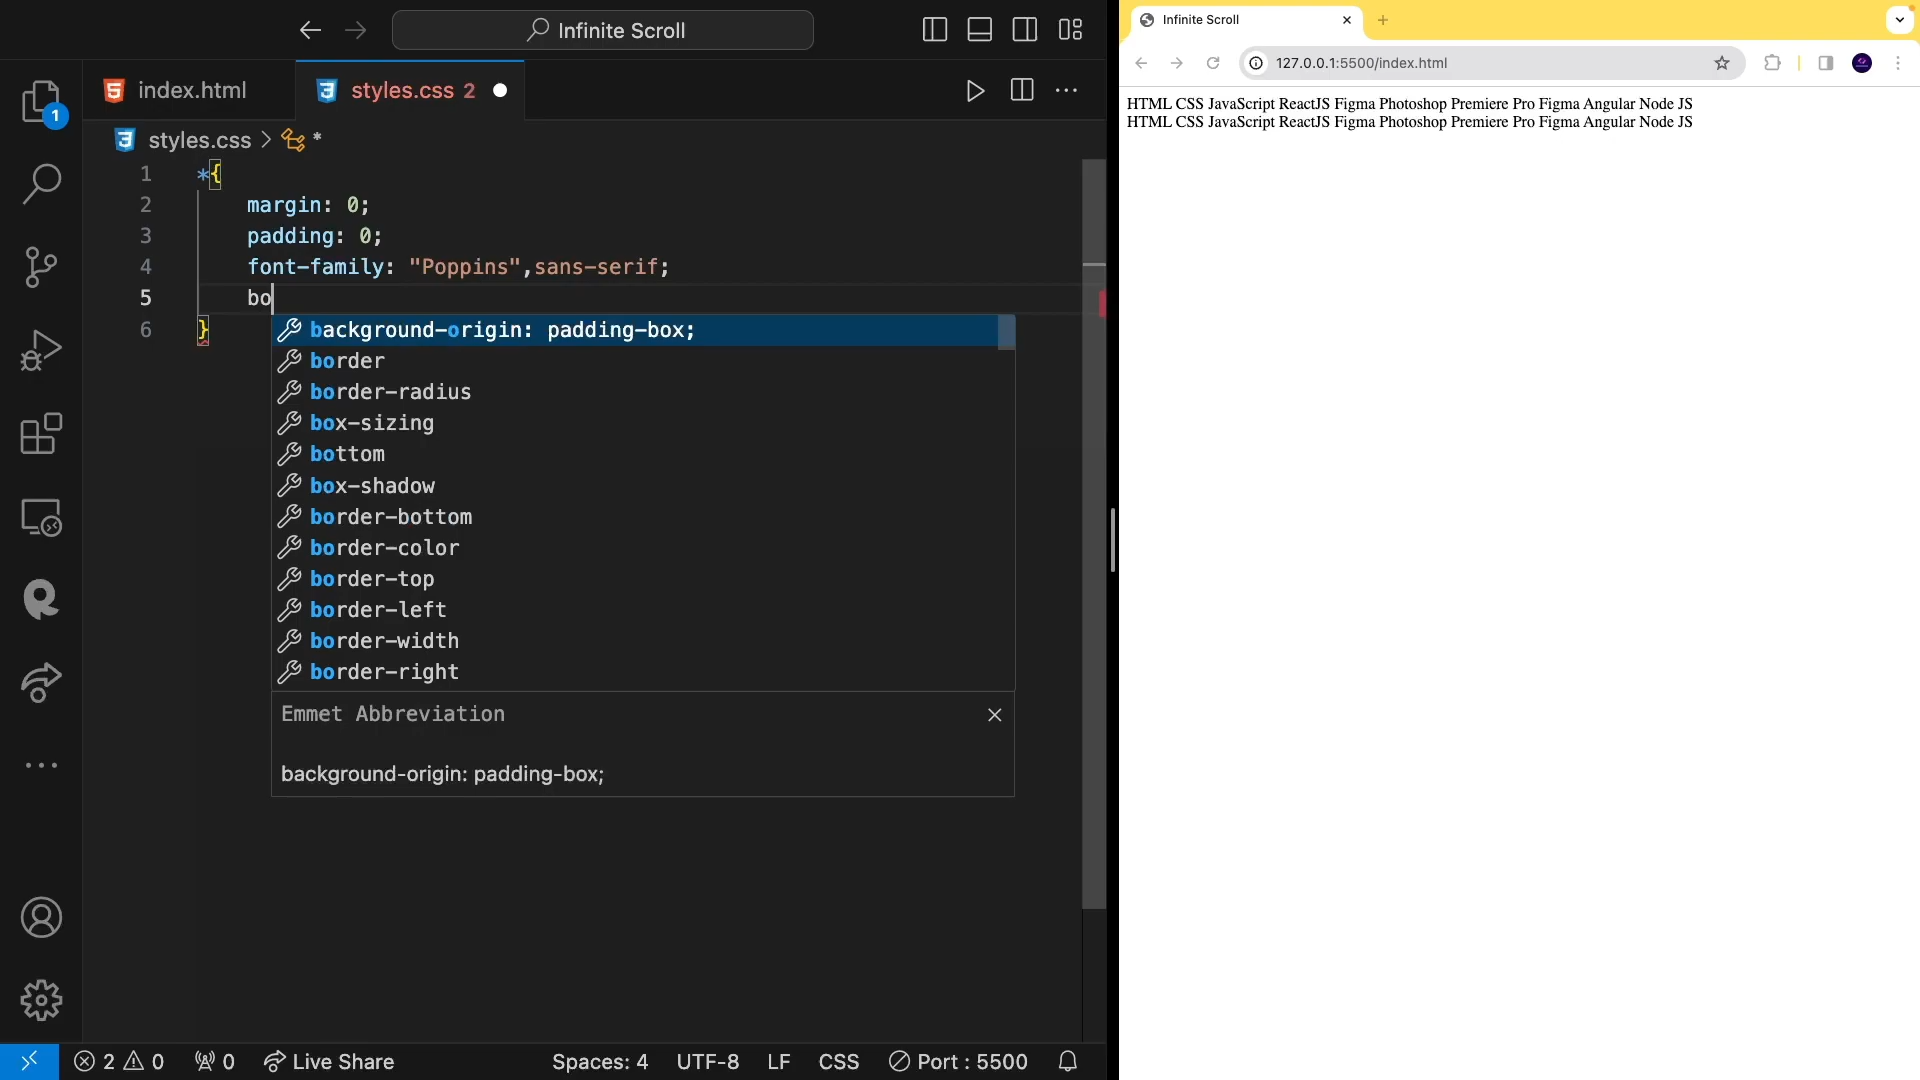 Infinite Scroll
index.html
styles.css 2
styles.css > *
1 *{
2 margin: 0;
3 padding: 0;
4 font-family: "Poppins",sans-serif;
5 bo
6 }
background-origin: padding-box;
border
border-radius
box-sizing
bottom
box-shadow
border-bottom
border-color
border-top
border-left
border-width
border-right
Emmet Abbreviation
background-origin: padding-box;
1
2 0 0 Live Share Spaces: 4 UTF-8 LF CSS Port : 5500
Infinite Scroll
127.0.0.1:5500/index.html
HTML CSS JavaScript ReactJS Figma Photoshop Premiere Pro Figma Angular Node JS
HTML CSS JavaScript ReactJS Figma Photoshop Premiere Pro Figma Angular Node JS